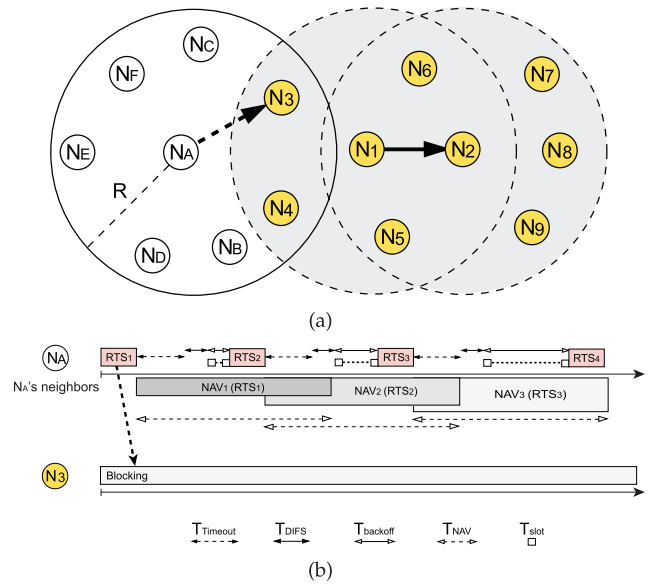 NC
NF
N6
N7
N3
NE
NA
N1
N2
N8
R
N4
N9
NB
N5
ND
(a)
NA
RTS1
RTS2
RTS3
RTS4
NA's neighbors
NAV1 (RTS1)
NAV2 (RTS2)
NAV3 (RTS3)
N3
Blocking
TTimeout
TDIFS
Tbackoff
TNAV
Tslot
(b)